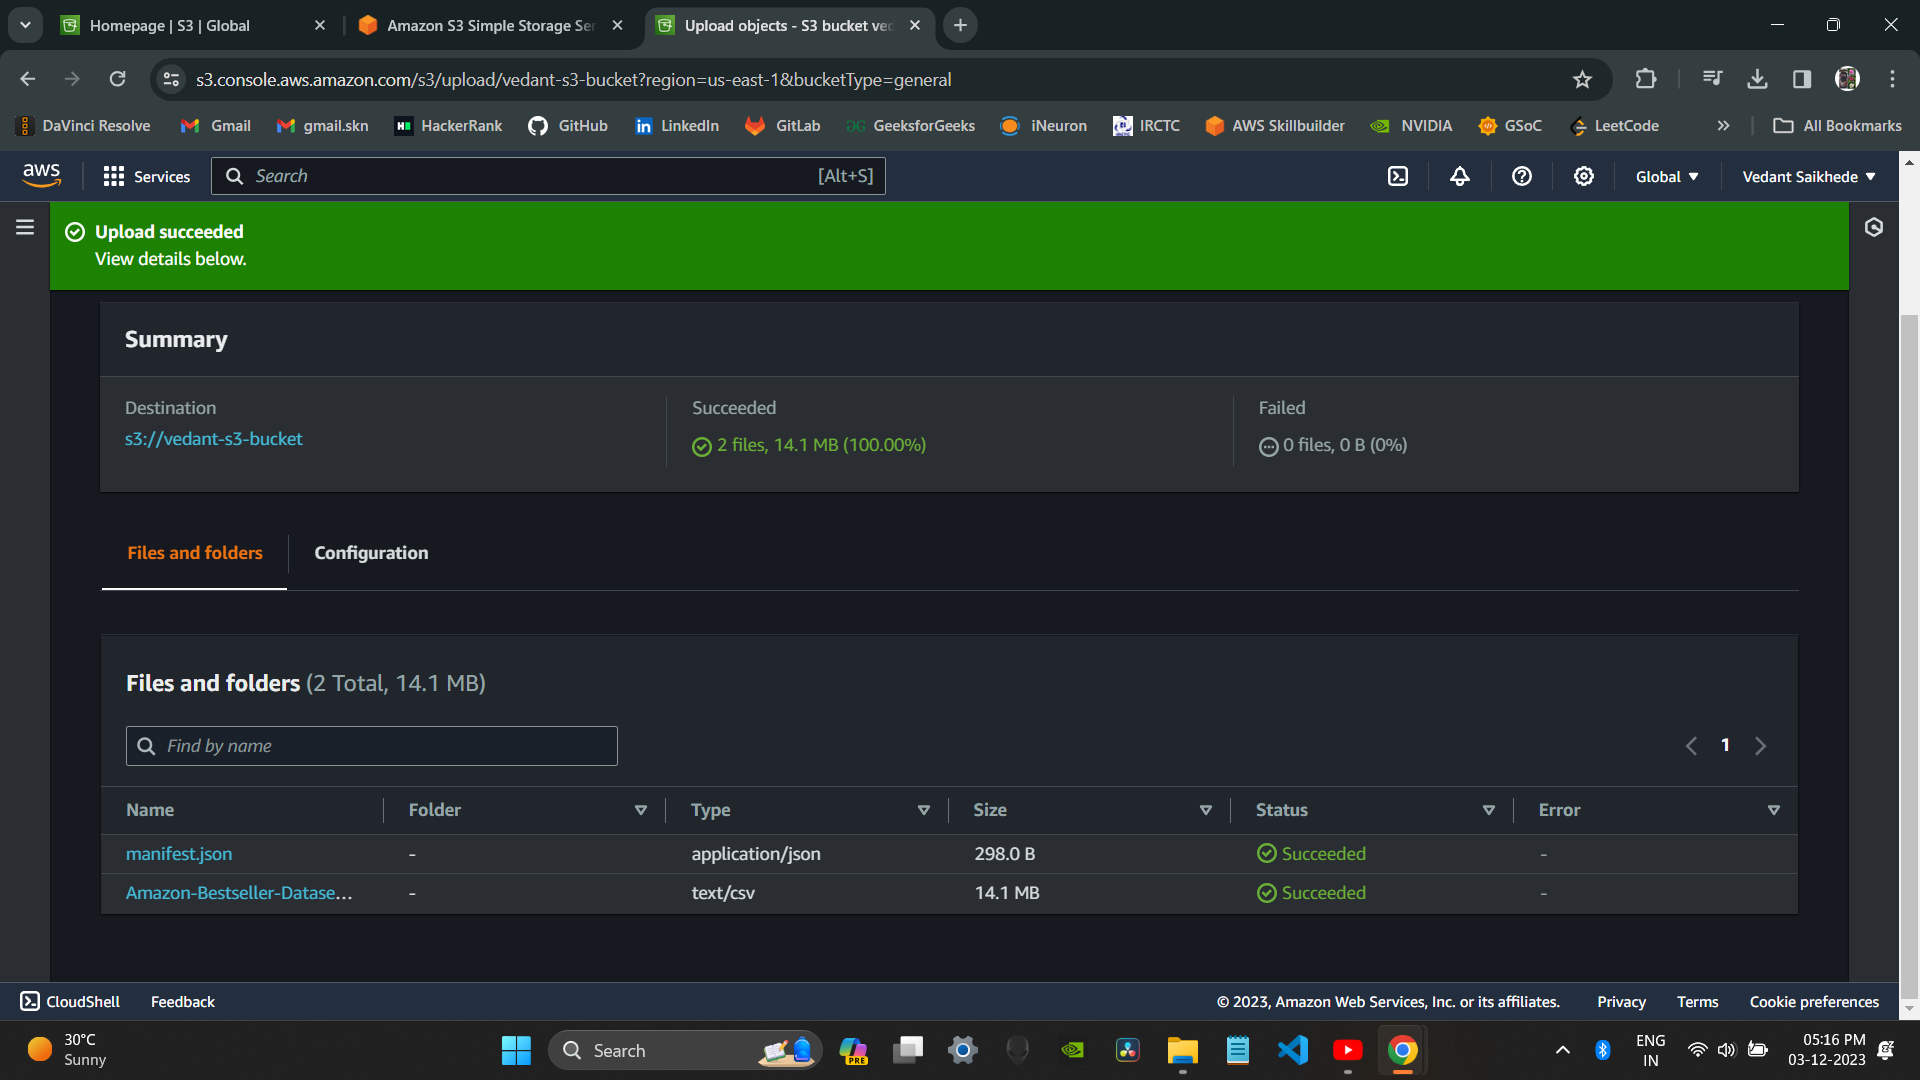 Homepage | S3 | Global
Amazon S3 Simple Storage Ser
Upload objects - S3 bucket ved
s3.console.aws.amazon.com/s3/upload/vedant-s3-bucket?region=us-east-1&bucketType=general
DaVinci Resolve
Gmail
gmail.skn
HackerRank
GitHub
LinkedIn
GitLab
GeeksforGeeks
iNeuron
IRCTC
AWS Skillbuilder
NVIDIA
GSoC
LeetCode
All Bookmarks
aws
Services
Search
[Alt+S]
Global
Vedant Saikhede
Upload succeeded
View details below.
Summary
Destination
s3://vedant-s3-bucket
Succeeded
2 files, 14.1 MB (100.00%)
Failed
0 files, 0 B (0%)
Files and folders
Configuration
Files and folders (2 Total, 14.1 MB)
Find by name
1
Name Folder Type Size Status Error
manifest.json - application/json 298.0 B Succeeded -
Amazon-Bestseller-Datase... - text/csv 14.1 MB Succeeded -
CloudShell
Feedback
© 2023, Amazon Web Services, Inc. or its affiliates.
Privacy
Terms
Cookie preferences
30°C
Sunny
Search
PRE
ENG
IN
05:16 PM
03-12-2023